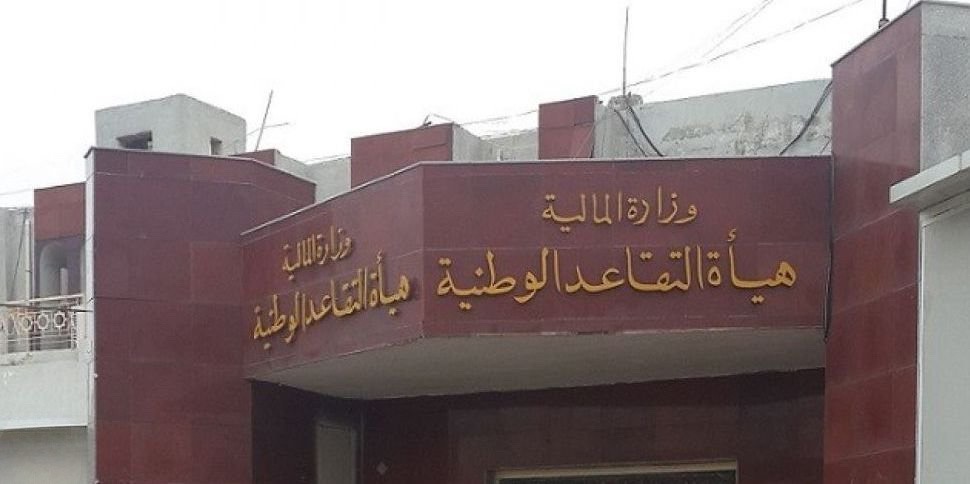 وزارة المالية
هيأة التقاعد الوطنية
وزارة المالية
هيأة التقاعد الوطنية